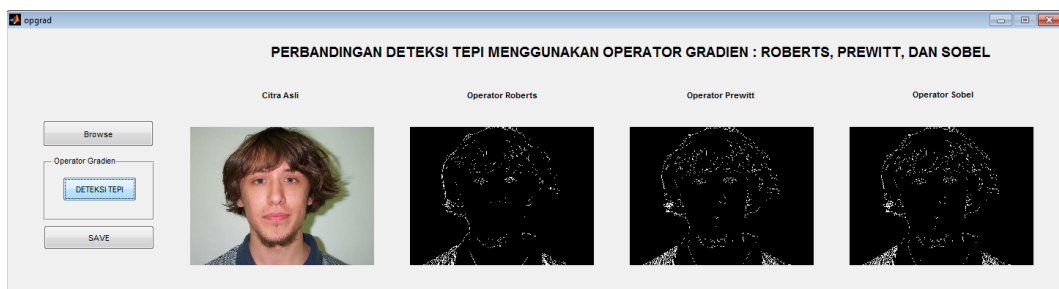 opgrad
PERBANDINGAN DETEKSI TEPI MENGGUNAKAN OPERATOR GRADIEN : ROBERTS, PREWITT, DAN SOBEL
Citra Asli
Operator Roberts
Operator Prewitt
Operator Sobel
Browse
Operator Gradien
DETEKSI TEPI
SAVE